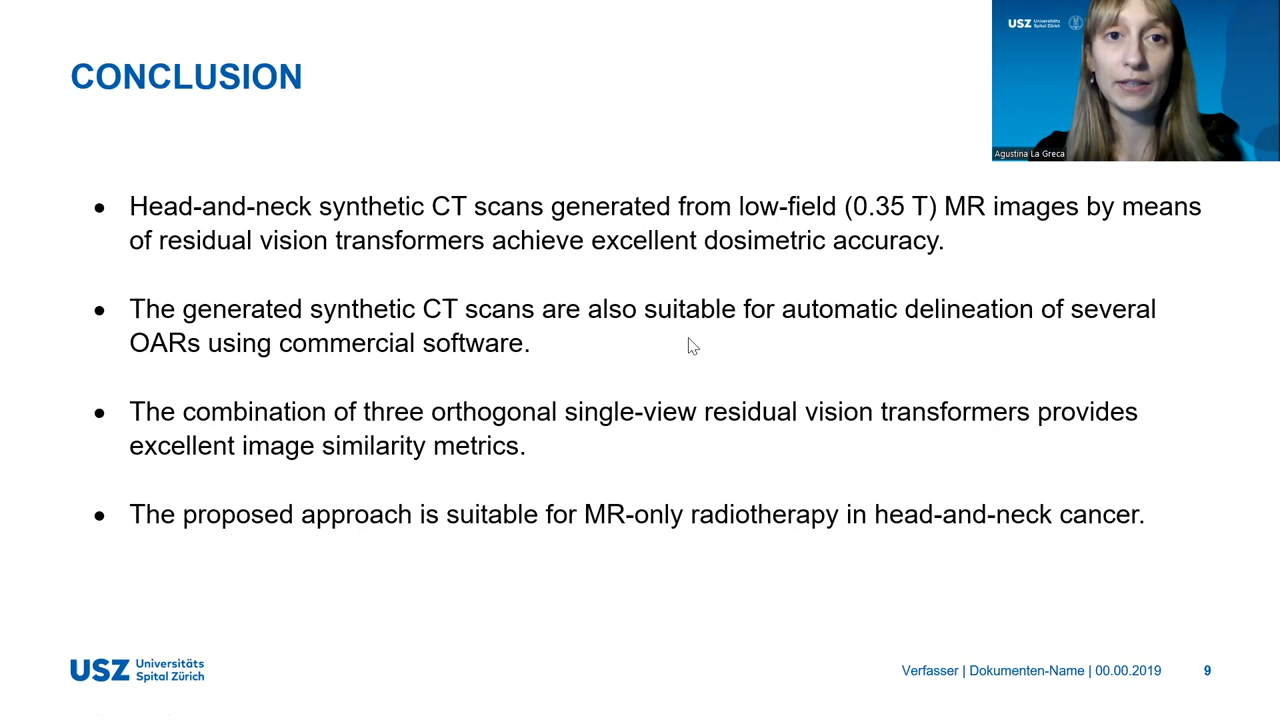 CONCLUSION
USZ Universitäts
Spital Zürich
Agustina La Greca
• Head-and-neck synthetic CT scans generated from low-field (0.35 T) MR images by means
of residual vision transformers achieve excellent dosimetric accuracy.
• The generated synthetic CT scans are also suitable for automatic delineation of several
OARs using commercial software.
• The combination of three orthogonal single-view residual vision transformers provides
excellent image similarity metrics.
• The proposed approach is suitable for MR-only radiotherapy in head-and-neck cancer.
USZ Universitäts
Spital Zürich
Verfasser | Dokumenten-Name | 00.00.2019 9